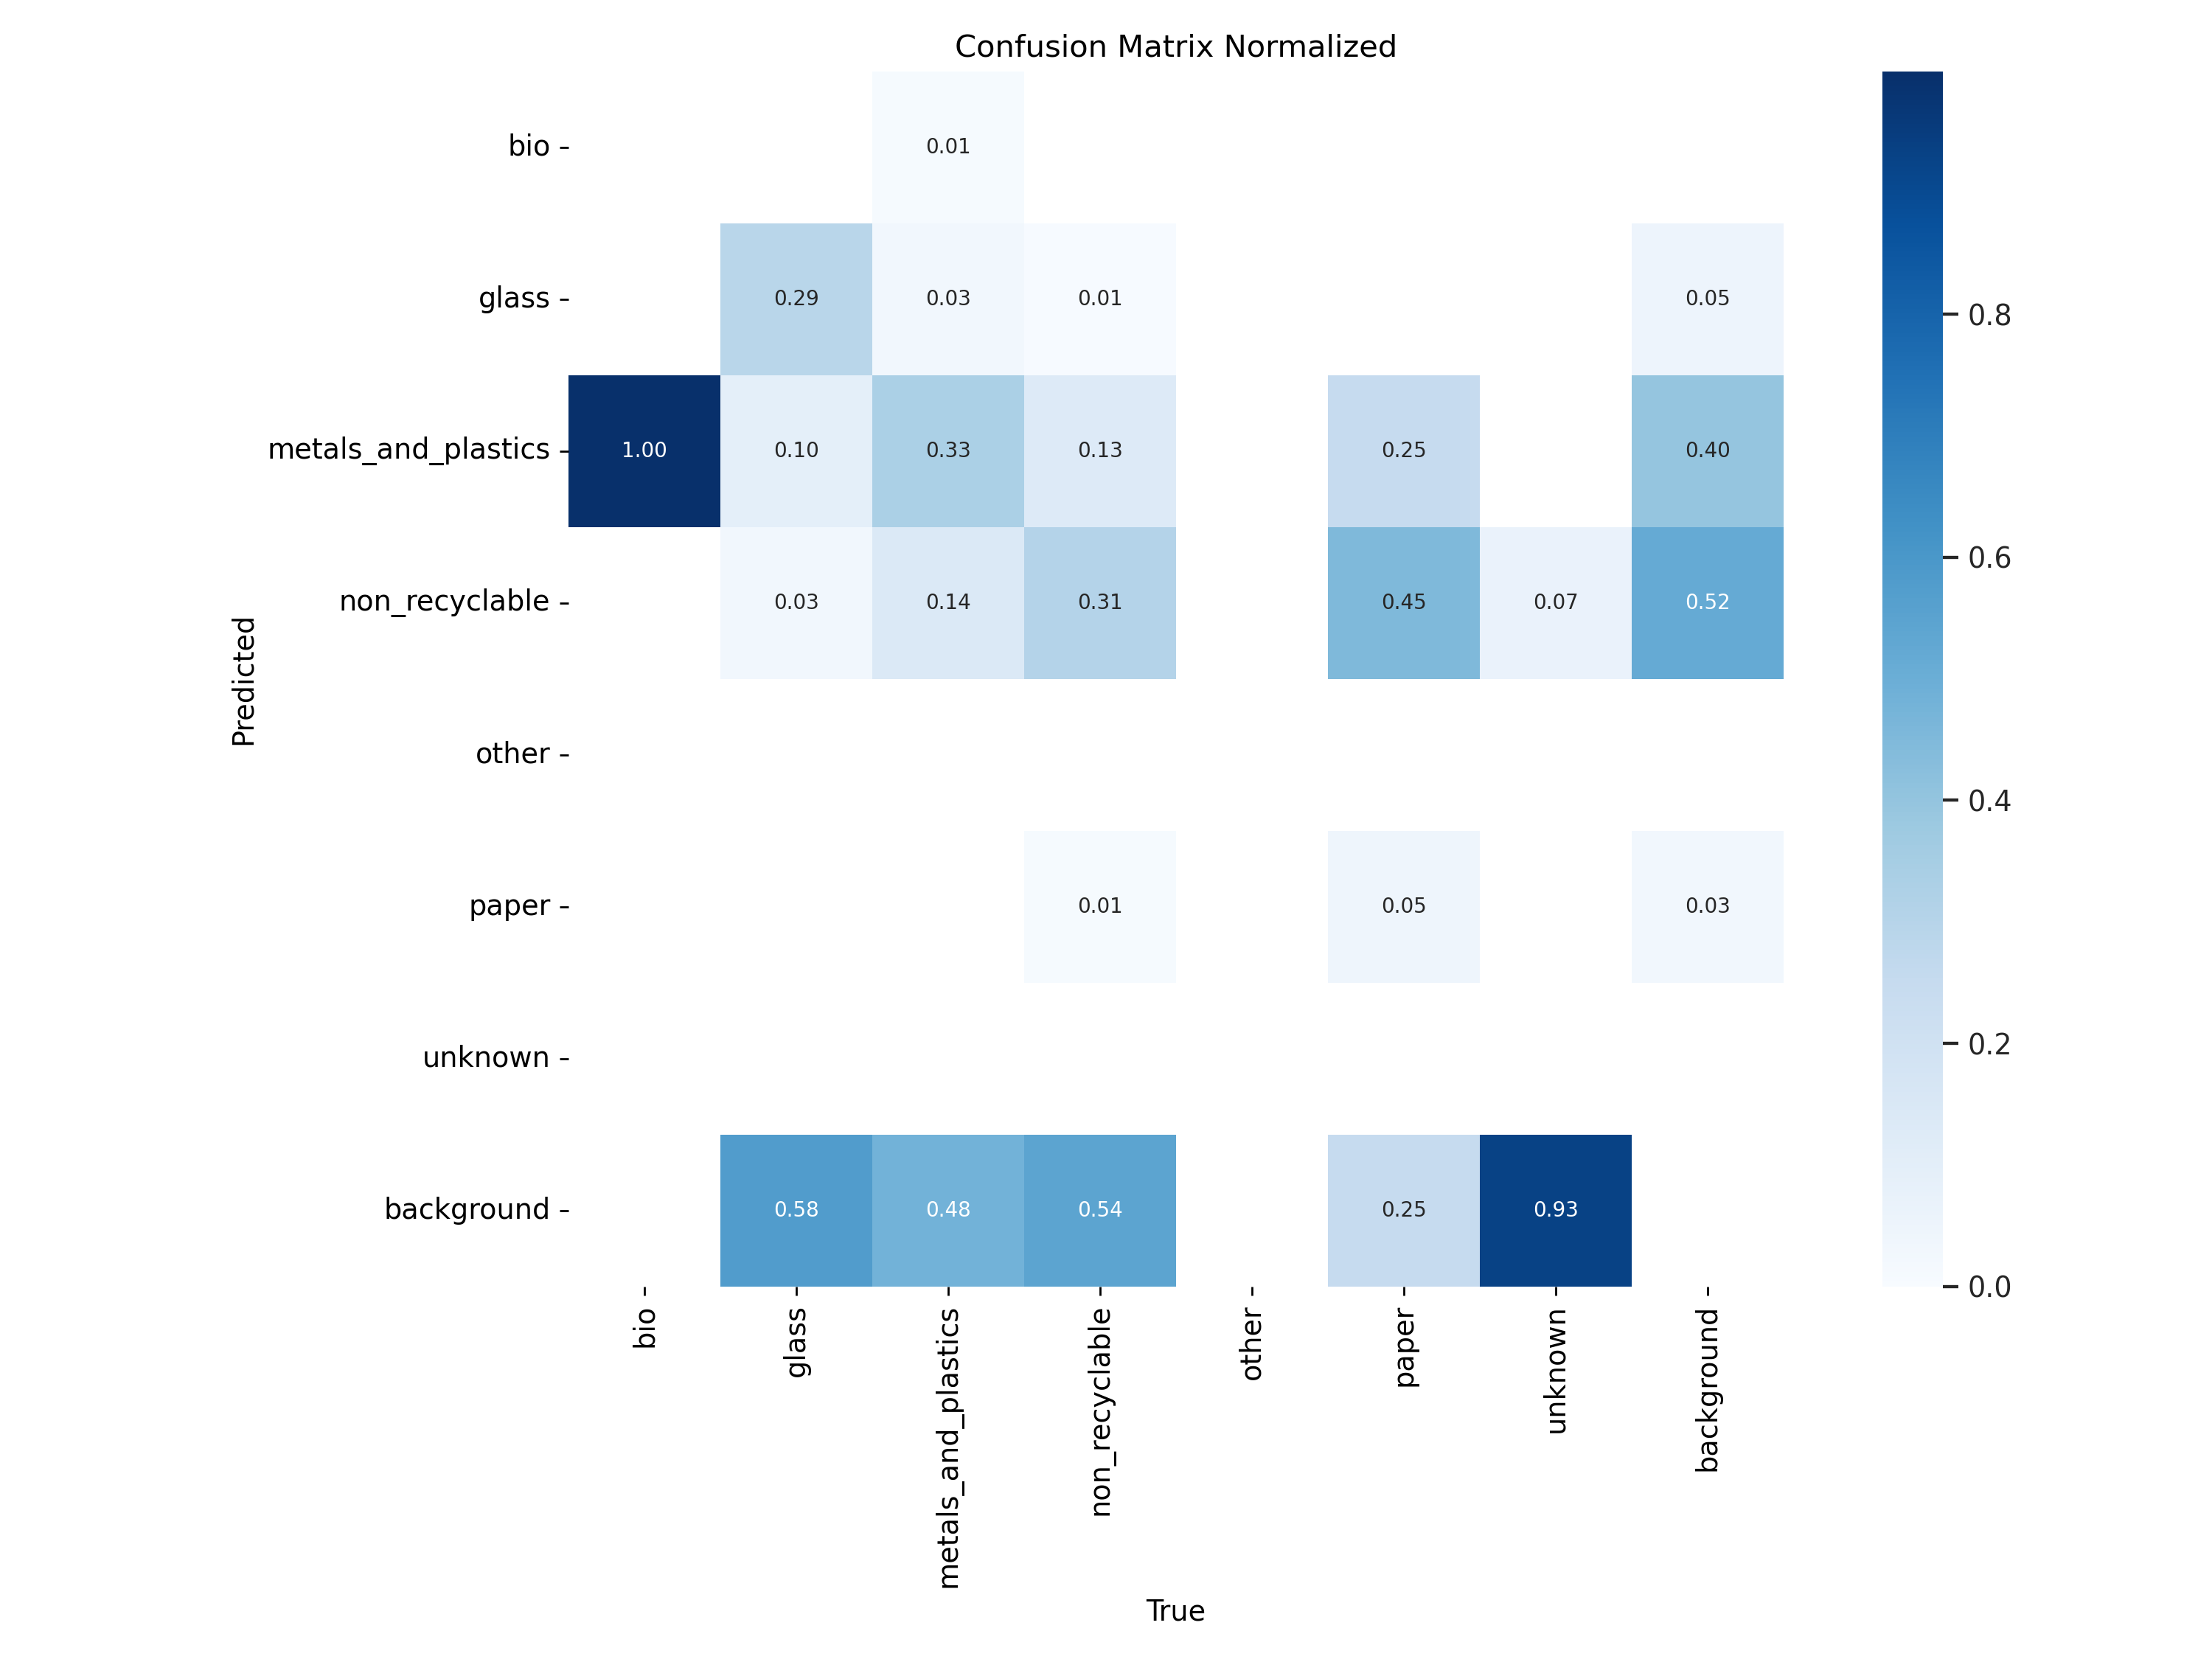 Confusion Matrix Normalized
Predicted
bio
0.01
glass
0.29 0.03 0.01 0.05
metals_and_plastics
1.00 0.10 0.33 0.13 0.25 0.40
non_recyclable
0.03 0.14 0.31 0.45 0.07 0.52
other
paper
0.01 0.05 0.03
unknown
background
0.58 0.48 0.54 0.25 0.93
bio
glass
metals_and_plastics
non_recyclable
other
paper
unknown
background
True
0.8
0.6
0.4
0.2
0.0